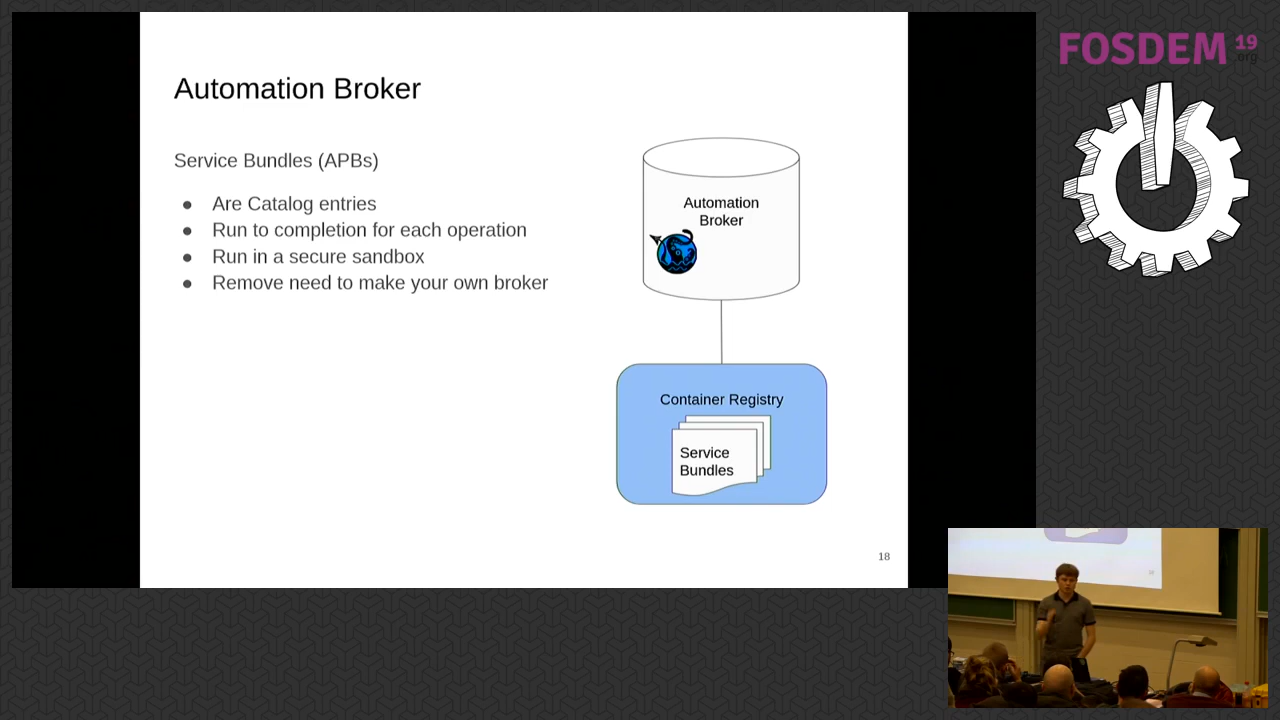 Automation Broker
Service Bundles (APBs)
● Are Catalog entries
● Run to completion for each operation
● Run in a secure sandbox
● Remove need to make your own broker
Automation
Broker
Container Registry
Service
Bundles
18
FOSDEM 19
.org